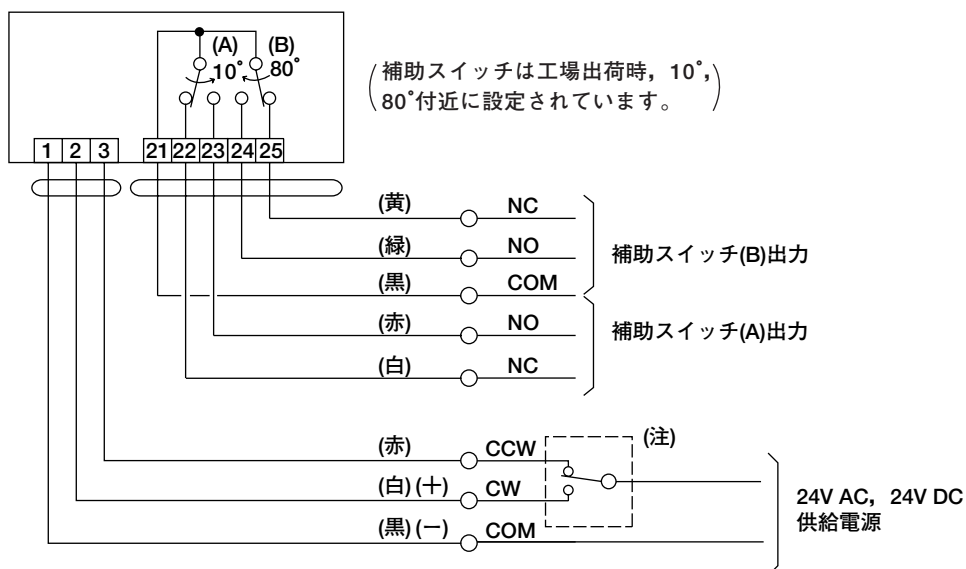 (A) (B)
10° 80°
補助スイッチは工場出荷時，10°，
80°付近に設定されています。
1 2 3 21 22 23 24 25
(黄) NC
(緑) NO
補助スイッチ(B)出力
(黒) COM
(赤) NO
補助スイッチ(A)出力
(白) NC
(注)
(赤) CCW
(白)(＋) CW
24V AC，24V DC
供給電源
(黒)(－) COM